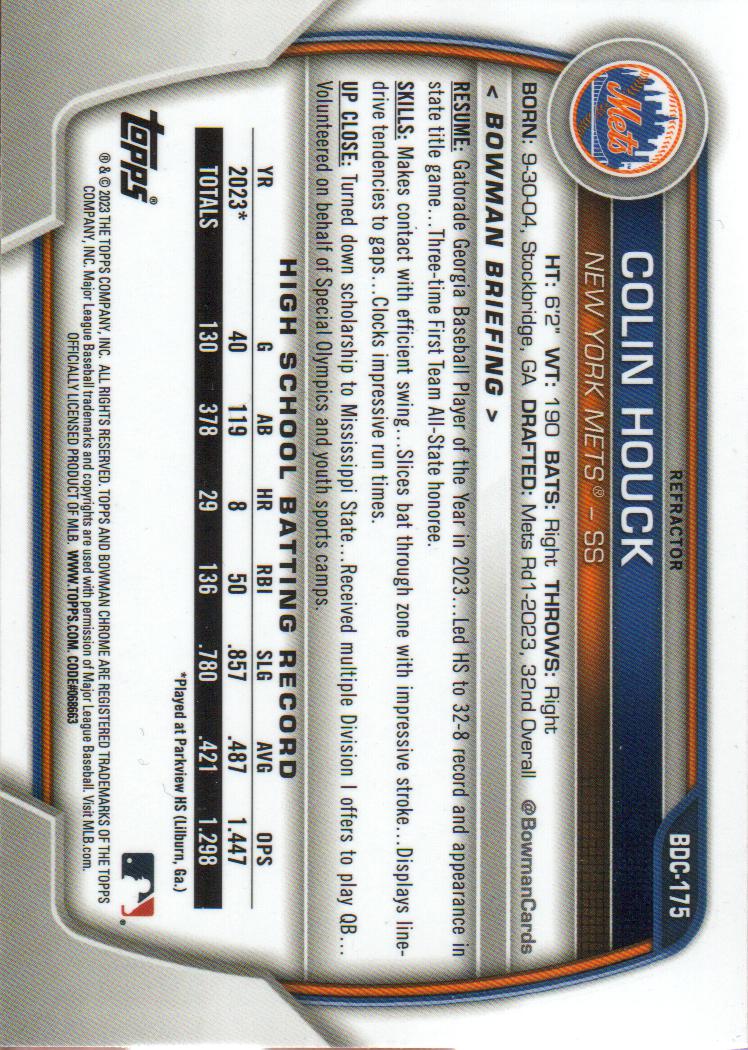 REFRACTOR
BDC-175
Mets
COLIN HOUCK
NEW YORK METS® – SS
HT: 6'2" WT: 190 BATS: Right THROWS: Right
BORN: 9-30-04, Stockbridge, GA DRAFTED: Mets Rd1-2023, 32nd Overall @BowmanCards
< BOWMAN BRIEFING >
RESUME: Gatorade Georgia Baseball Player of the Year in 2023...Led HS to 32-8 record and appearance in
state title game...Three-time First Team All-State honoree.
SKILLS: Makes contact with efficient swing...Slices bat through zone with impressive stroke...Displays line-
drive tendencies to gaps...Clocks impressive run times.
UP CLOSE: Turned down scholarship to Mississippi State...Received multiple Division I offers to play QB...
Volunteered on behalf of Special Olympics and youth sports camps.
HIGH SCHOOL BATTING RECORD
YR G AB HR RBI SLG AVG OPS
2023* 40 119 8 50 .857 .487 1.447
TOTALS 130 378 29 136 .780 .421 1.298
*Played at Parkview HS (Lilburn, Ga.)
topps®
® & © 2023 THE TOPPS COMPANY, INC. ALL RIGHTS RESERVED. TOPPS AND BOWMAN CHROME ARE REGISTERED TRADEMARKS OF THE TOPPS
COMPANY, INC. Major League Baseball trademarks and copyrights are used with permission of Major League Baseball. Visit MLB.com.
OFFICIALLY LICENSED PRODUCT OF MLB. WWW.TOPPS.COM. CODE#068663